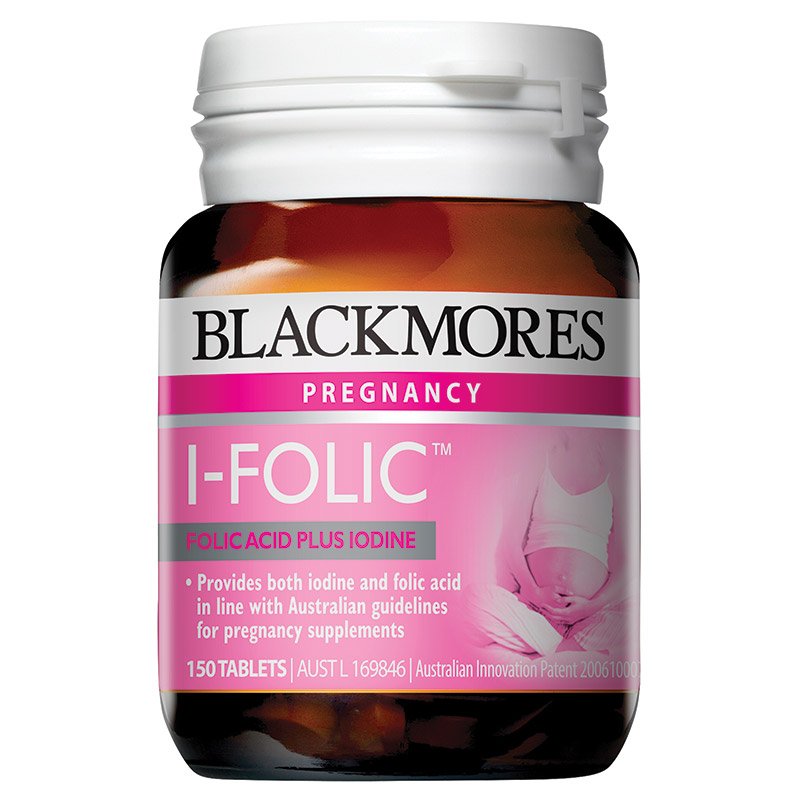 BLACKMORES
PREGNANCY
I-FOLIC™
FOLIC ACID PLUS IODINE
• Provides both iodine and folic acid
in line with Australian guidelines
for pregnancy supplements
150 TABLETS | AUST L 169846 | Australian Innovation Patent